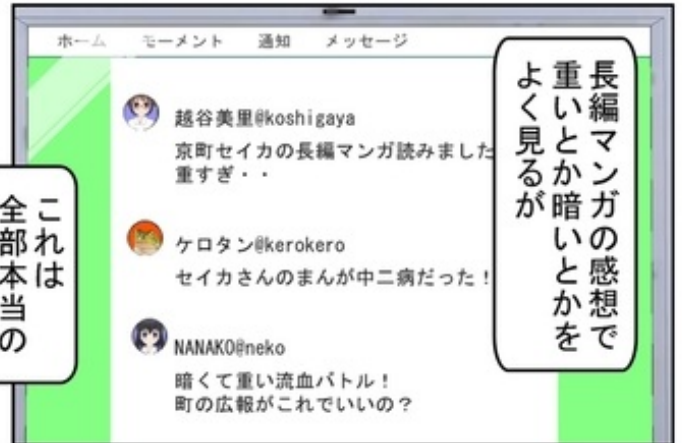 長編マンガの感想で
重いとか暗いとかを
よく見るが
ホーム モーメント 通知 メッセージ
越谷美里@koshigaya
京町セイカの長編マンガ読みました
重すぎ・・
ケロタン@kerokero
セイカさんのまんが中二病だった！
NANAKO@neko
暗くて重い流血バトル！
町の広報がこれでいいの？
これは
全部本当の